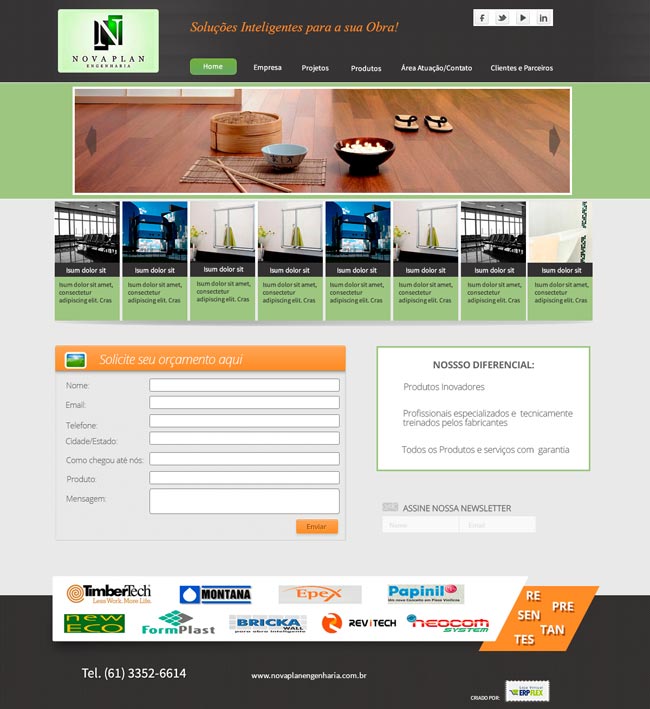 NOVA PLAN
ENGENHARIA
Soluções Inteligentes para a sua Obra!
Home
Empresa
Projetos
Produtos
Área Atuação/Contato
Clientes e Parceiros
Isum dolor sit
Isum dolor sit
Isum dolor sit
Isum dolor sit
Isum dolor sit
Isum dolor sit
Isum dolor sit
Isum dolor sit
Isum dolor sit amet,
consectetur
adipiscing elit. Cras
Isum dolor sit amet,
consectetur
adipiscing elit. Cras
Isum dolor sit amet,
consectetur
adipiscing elit. Cras
Isum dolor sit amet,
consectetur
adipiscing elit. Cras
Isum dolor sit amet,
consectetur
adipiscing elit. Cras
Isum dolor sit amet,
consectetur
adipiscing elit. Cras
Isum dolor sit amet,
consectetur
adipiscing elit. Cras
Isum dolor sit amet,
consectetur
adipiscing elit. Cras
Solicite seu orçamento aqui
Nome:
Email:
Telefone:
Cidade/Estado:
Como chegou até nós:
Produto:
Mensagem:
Enviar
NOSSSO DIFERENCIAL:
Produtos Inovadores
Profissionais especializados e tecnicamente
treinados pelos fabricantes
Todos os Produtos e serviços com garantia
ASSINE NOSSA NEWSLETTER
Nome
Email
TimberTech
Less Work. More Life.
MONTANA
EPEX
Papinil
Um novo Conceito em Pisos Vinílicos
new
ECO
FormPlast
BRICKA
WALL
para obra inteligente
REVITECH
NEOCOM
SYSTEM
RE
PRE
SEN
TAN
TES
Tel. (61) 3352-6614
www.novaplanengenharia.com.br
CRIADO POR:
Loja Virtual
ERPFLEX